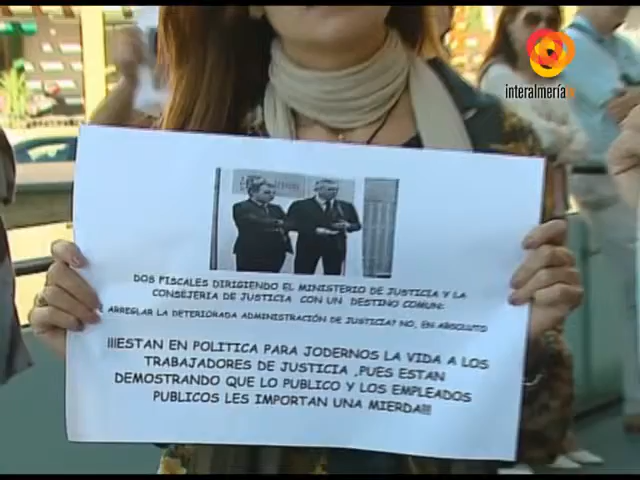 interalmeríatv
DOS FISCALES DIRIGIENDO EL MINISTERIO DE JUSTICIA Y LA
CONSEJERIA DE JUSTICIA CON UN DESTINO COMUN:
ARREGLAR LA DETERIORADA ADMINISTRACIÓN DE JUSTICIA? NO, EN ABSOLUTO
¡¡¡ESTAN EN POLITICA PARA JODERNOS LA VIDA A LOS
TRABAJADORES DE JUSTICIA ,PUES ESTAN
DEMOSTRANDO QUE LO PUBLICO Y LOS EMPLEADOS
PUBLICOS LES IMPORTAN UNA MIERDA!!!